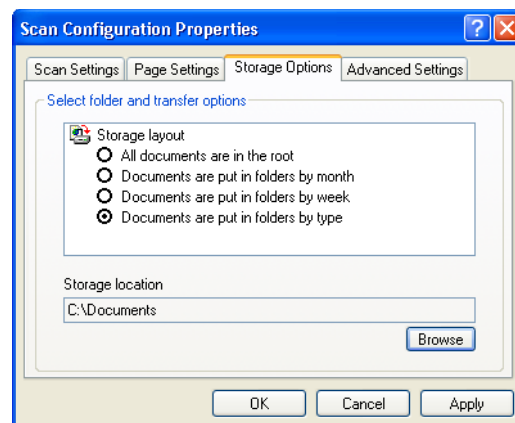 Scan Configuration Properties
Scan Settings Page Settings Storage Options Advanced Settings
Select folder and transfer options
Storage layout
All documents are in the root
Documents are put in folders by month
Documents are put in folders by week
Documents are put in folders by type
Storage location
C:\Documents
Browse
OK Cancel Apply